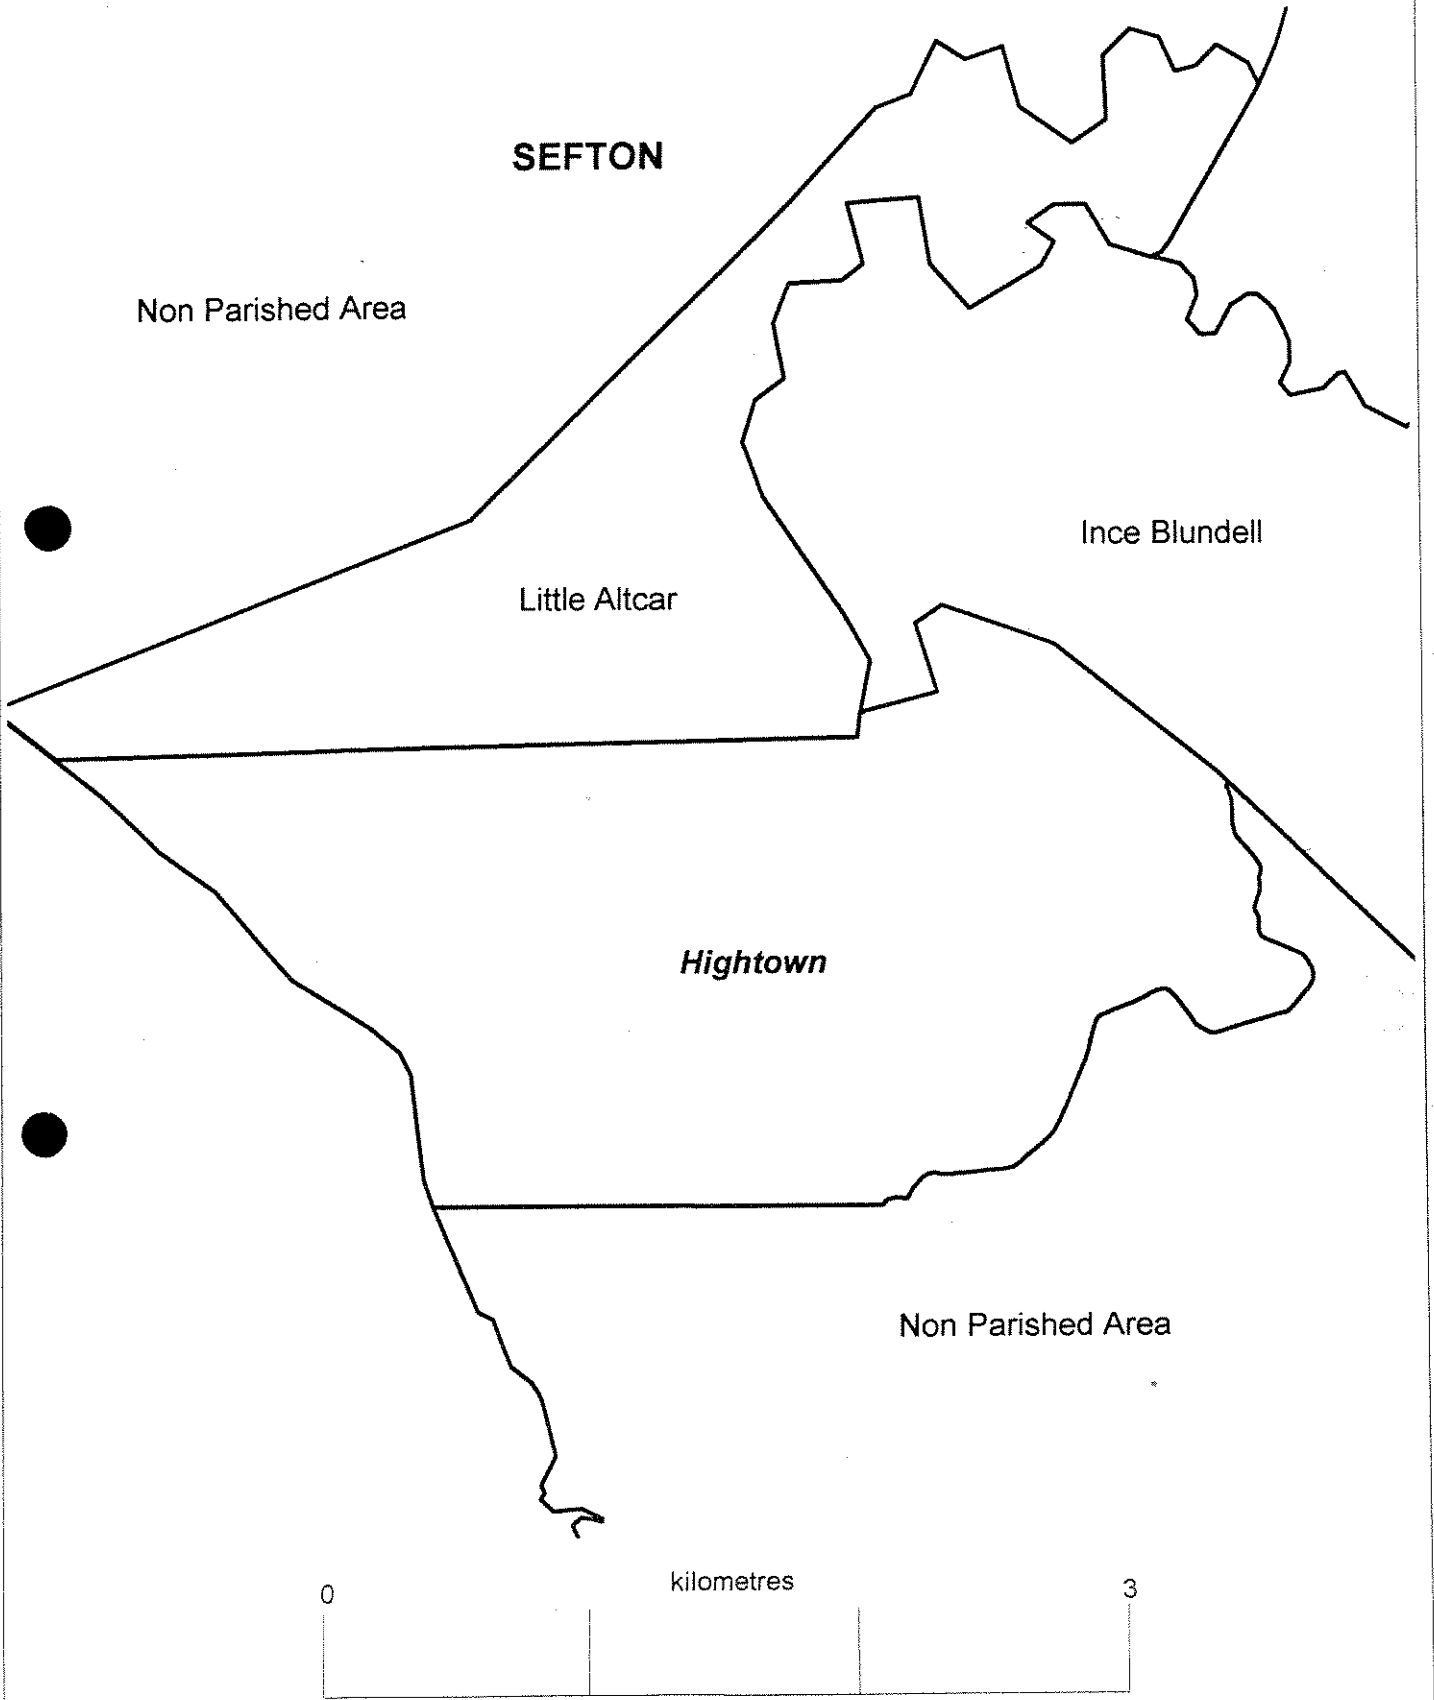 SEFTON
Non Parished Area
Ince Blundell
Little Altcar
Hightown
Non Parished Area
kilometres
0
3